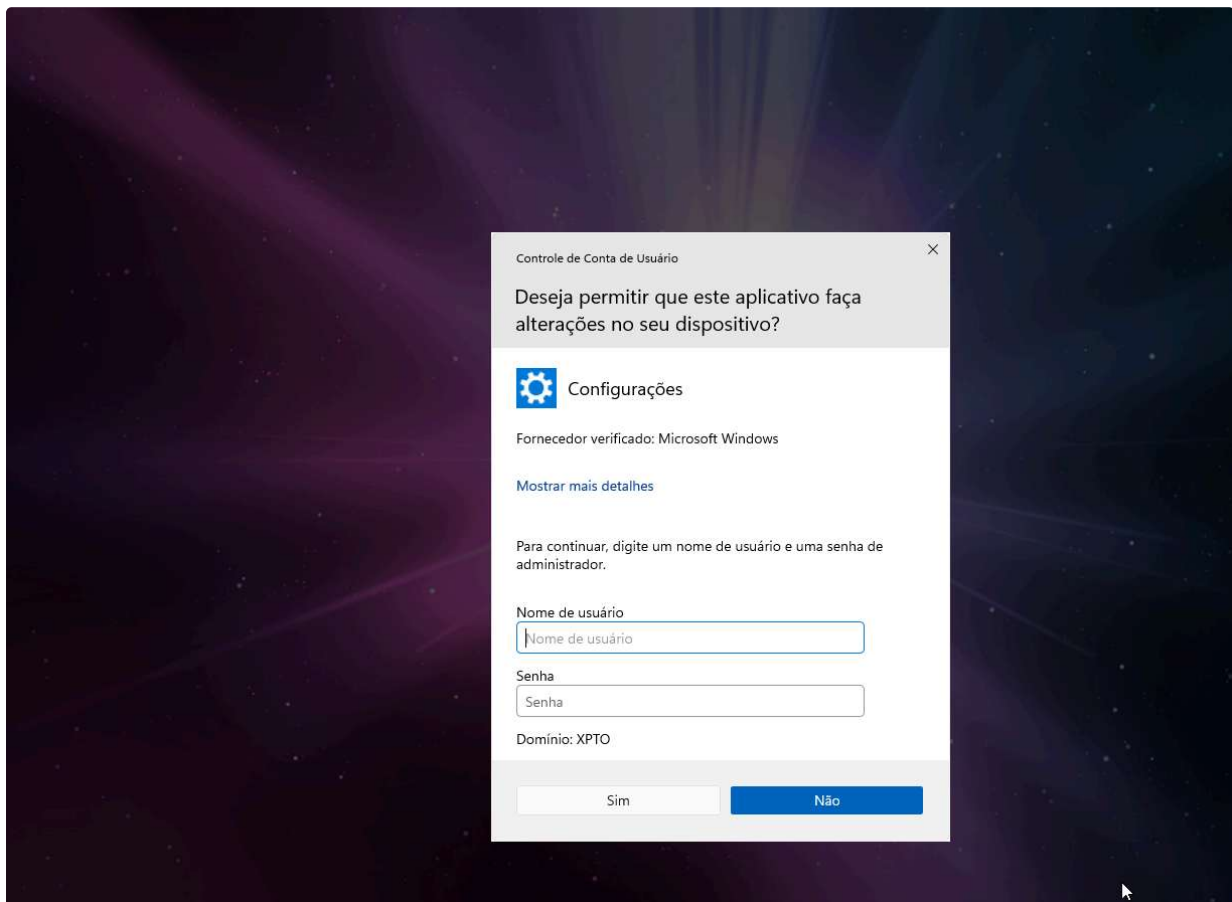 Controle de Conta de Usuário
Deseja permitir que este aplicativo faça
alterações no seu dispositivo?
Configurações
Fornecedor verificado: Microsoft Windows
Mostrar mais detalhes
Para continuar, digite um nome de usuário e uma senha de
administrador.
Nome de usuário
Nome de usuário
Senha
Senha
Domínio: XPTO
Sim Não